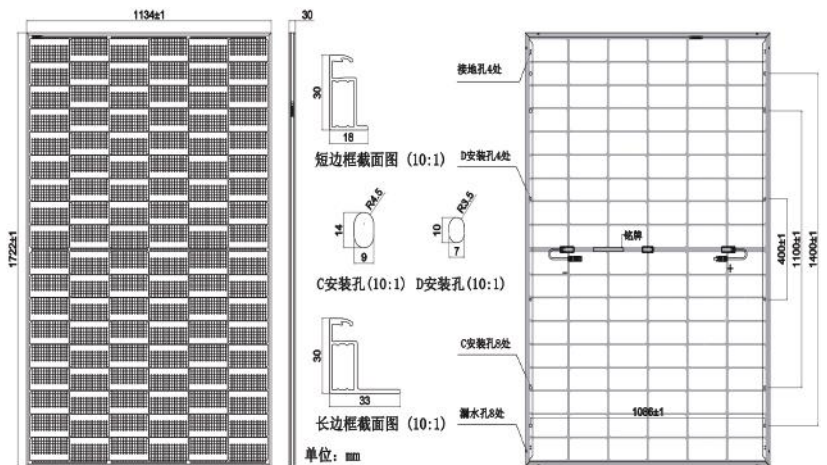 1134±1
30
1722±1
30
18
短边框截面图 (10:1)
R4.5
14
9
R3.5
10
7
C安装孔(10:1) D安装孔(10:1)
30
33
长边框截面图 (10:1)
单位: mm
接地孔4处
D安装孔4处
铭牌
-
+
C安装孔8处
漏水孔8处
400±1
1100±1
1400±1
1086±1